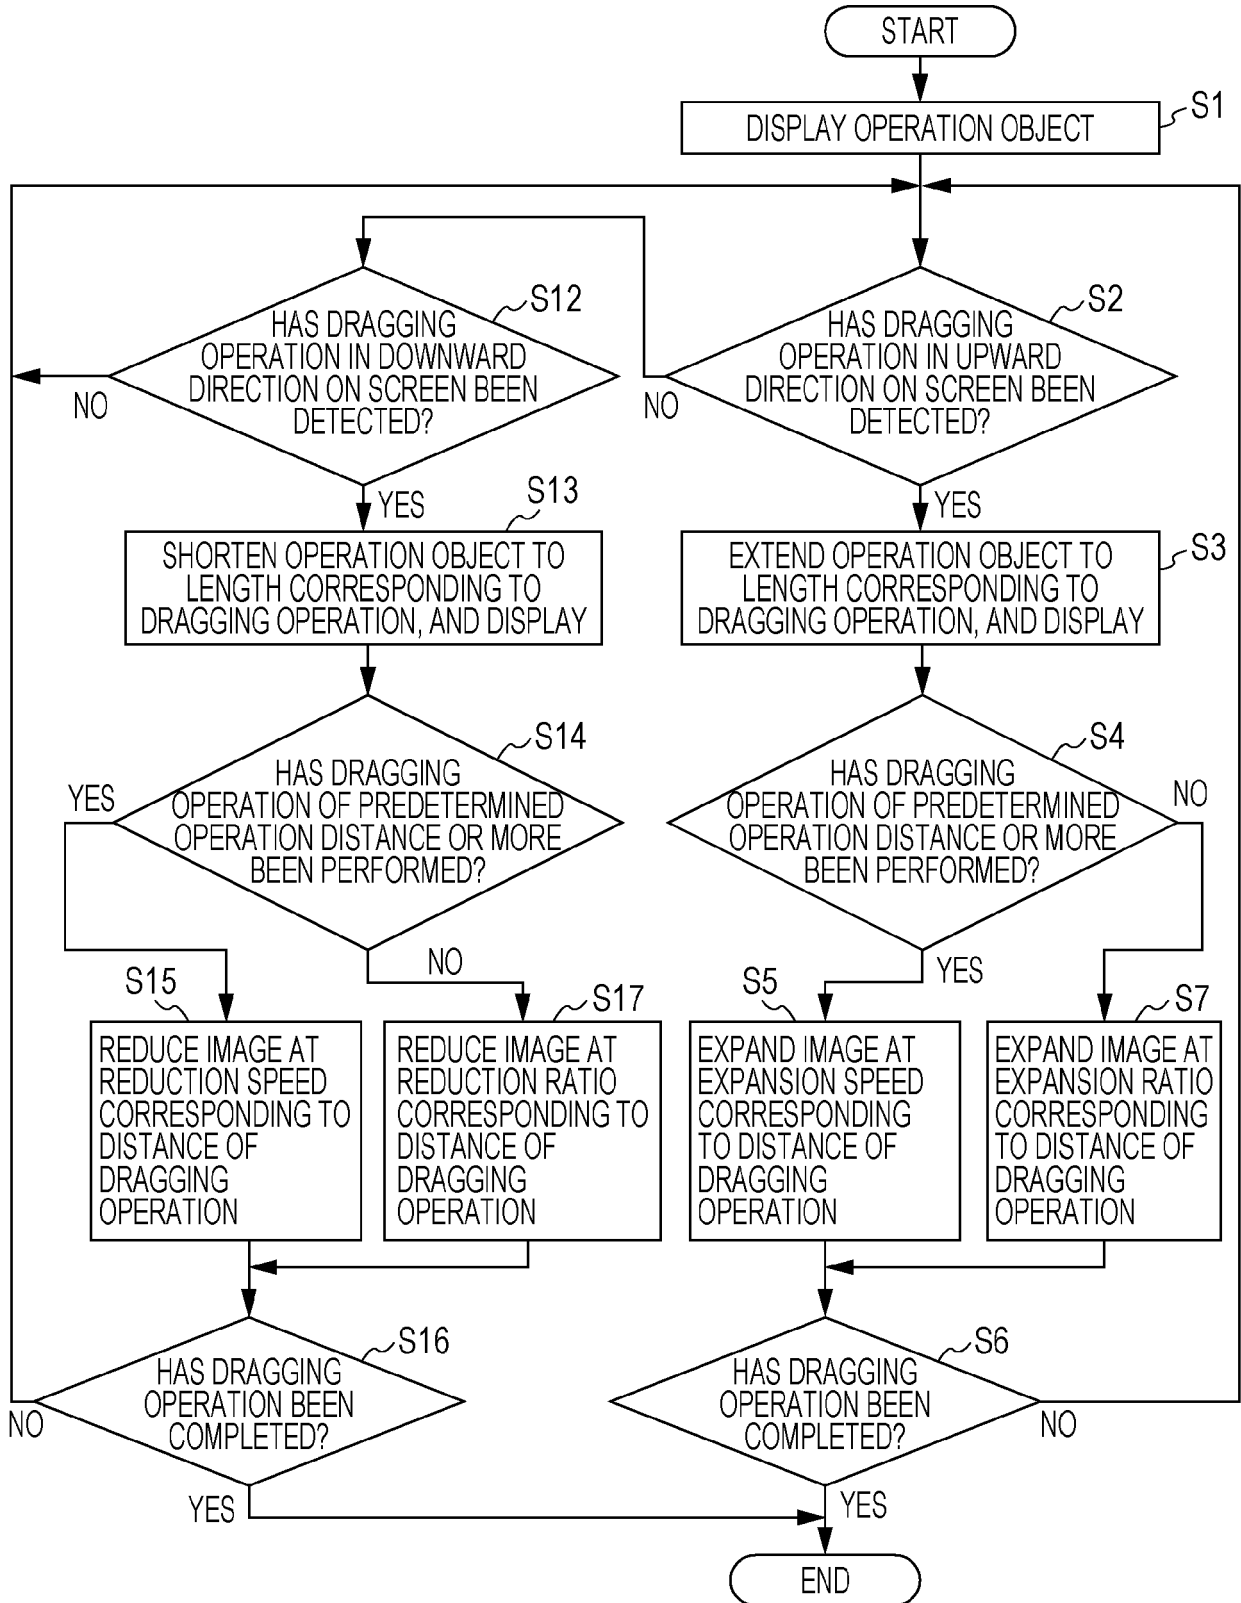 START
DISPLAY OPERATION OBJECT
S1
S12
HAS DRAGGING
OPERATION IN DOWNWARD
DIRECTION ON SCREEN BEEN
DETECTED?
NO
YES
S2
HAS DRAGGING
OPERATION IN UPWARD
DIRECTION ON SCREEN BEEN
DETECTED?
NO
YES
S13
SHORTEN OPERATION OBJECT TO
LENGTH CORRESPONDING TO
DRAGGING OPERATION, AND DISPLAY
S3
EXTEND OPERATION OBJECT TO
LENGTH CORRESPONDING TO
DRAGGING OPERATION, AND DISPLAY
S14
HAS DRAGGING
OPERATION OF PREDETERMINED
OPERATION DISTANCE OR MORE
BEEN PERFORMED?
YES
NO
S4
HAS DRAGGING
OPERATION OF PREDETERMINED
OPERATION DISTANCE OR MORE
BEEN PERFORMED?
NO
YES
S15
REDUCE IMAGE AT
REDUCTION SPEED
CORRESPONDING TO
DISTANCE OF
DRAGGING
OPERATION
S17
REDUCE IMAGE AT
REDUCTION RATIO
CORRESPONDING TO
DISTANCE OF
DRAGGING
OPERATION
S5
EXPAND IMAGE AT
EXPANSION SPEED
CORRESPONDING
TO DISTANCE OF
DRAGGING
OPERATION
S7
EXPAND IMAGE AT
EXPANSION RATIO
CORRESPONDING
TO DISTANCE OF
DRAGGING
OPERATION
S16
HAS DRAGGING
OPERATION BEEN
COMPLETED?
NO
YES
S6
HAS DRAGGING
OPERATION BEEN
COMPLETED?
NO
YES
END